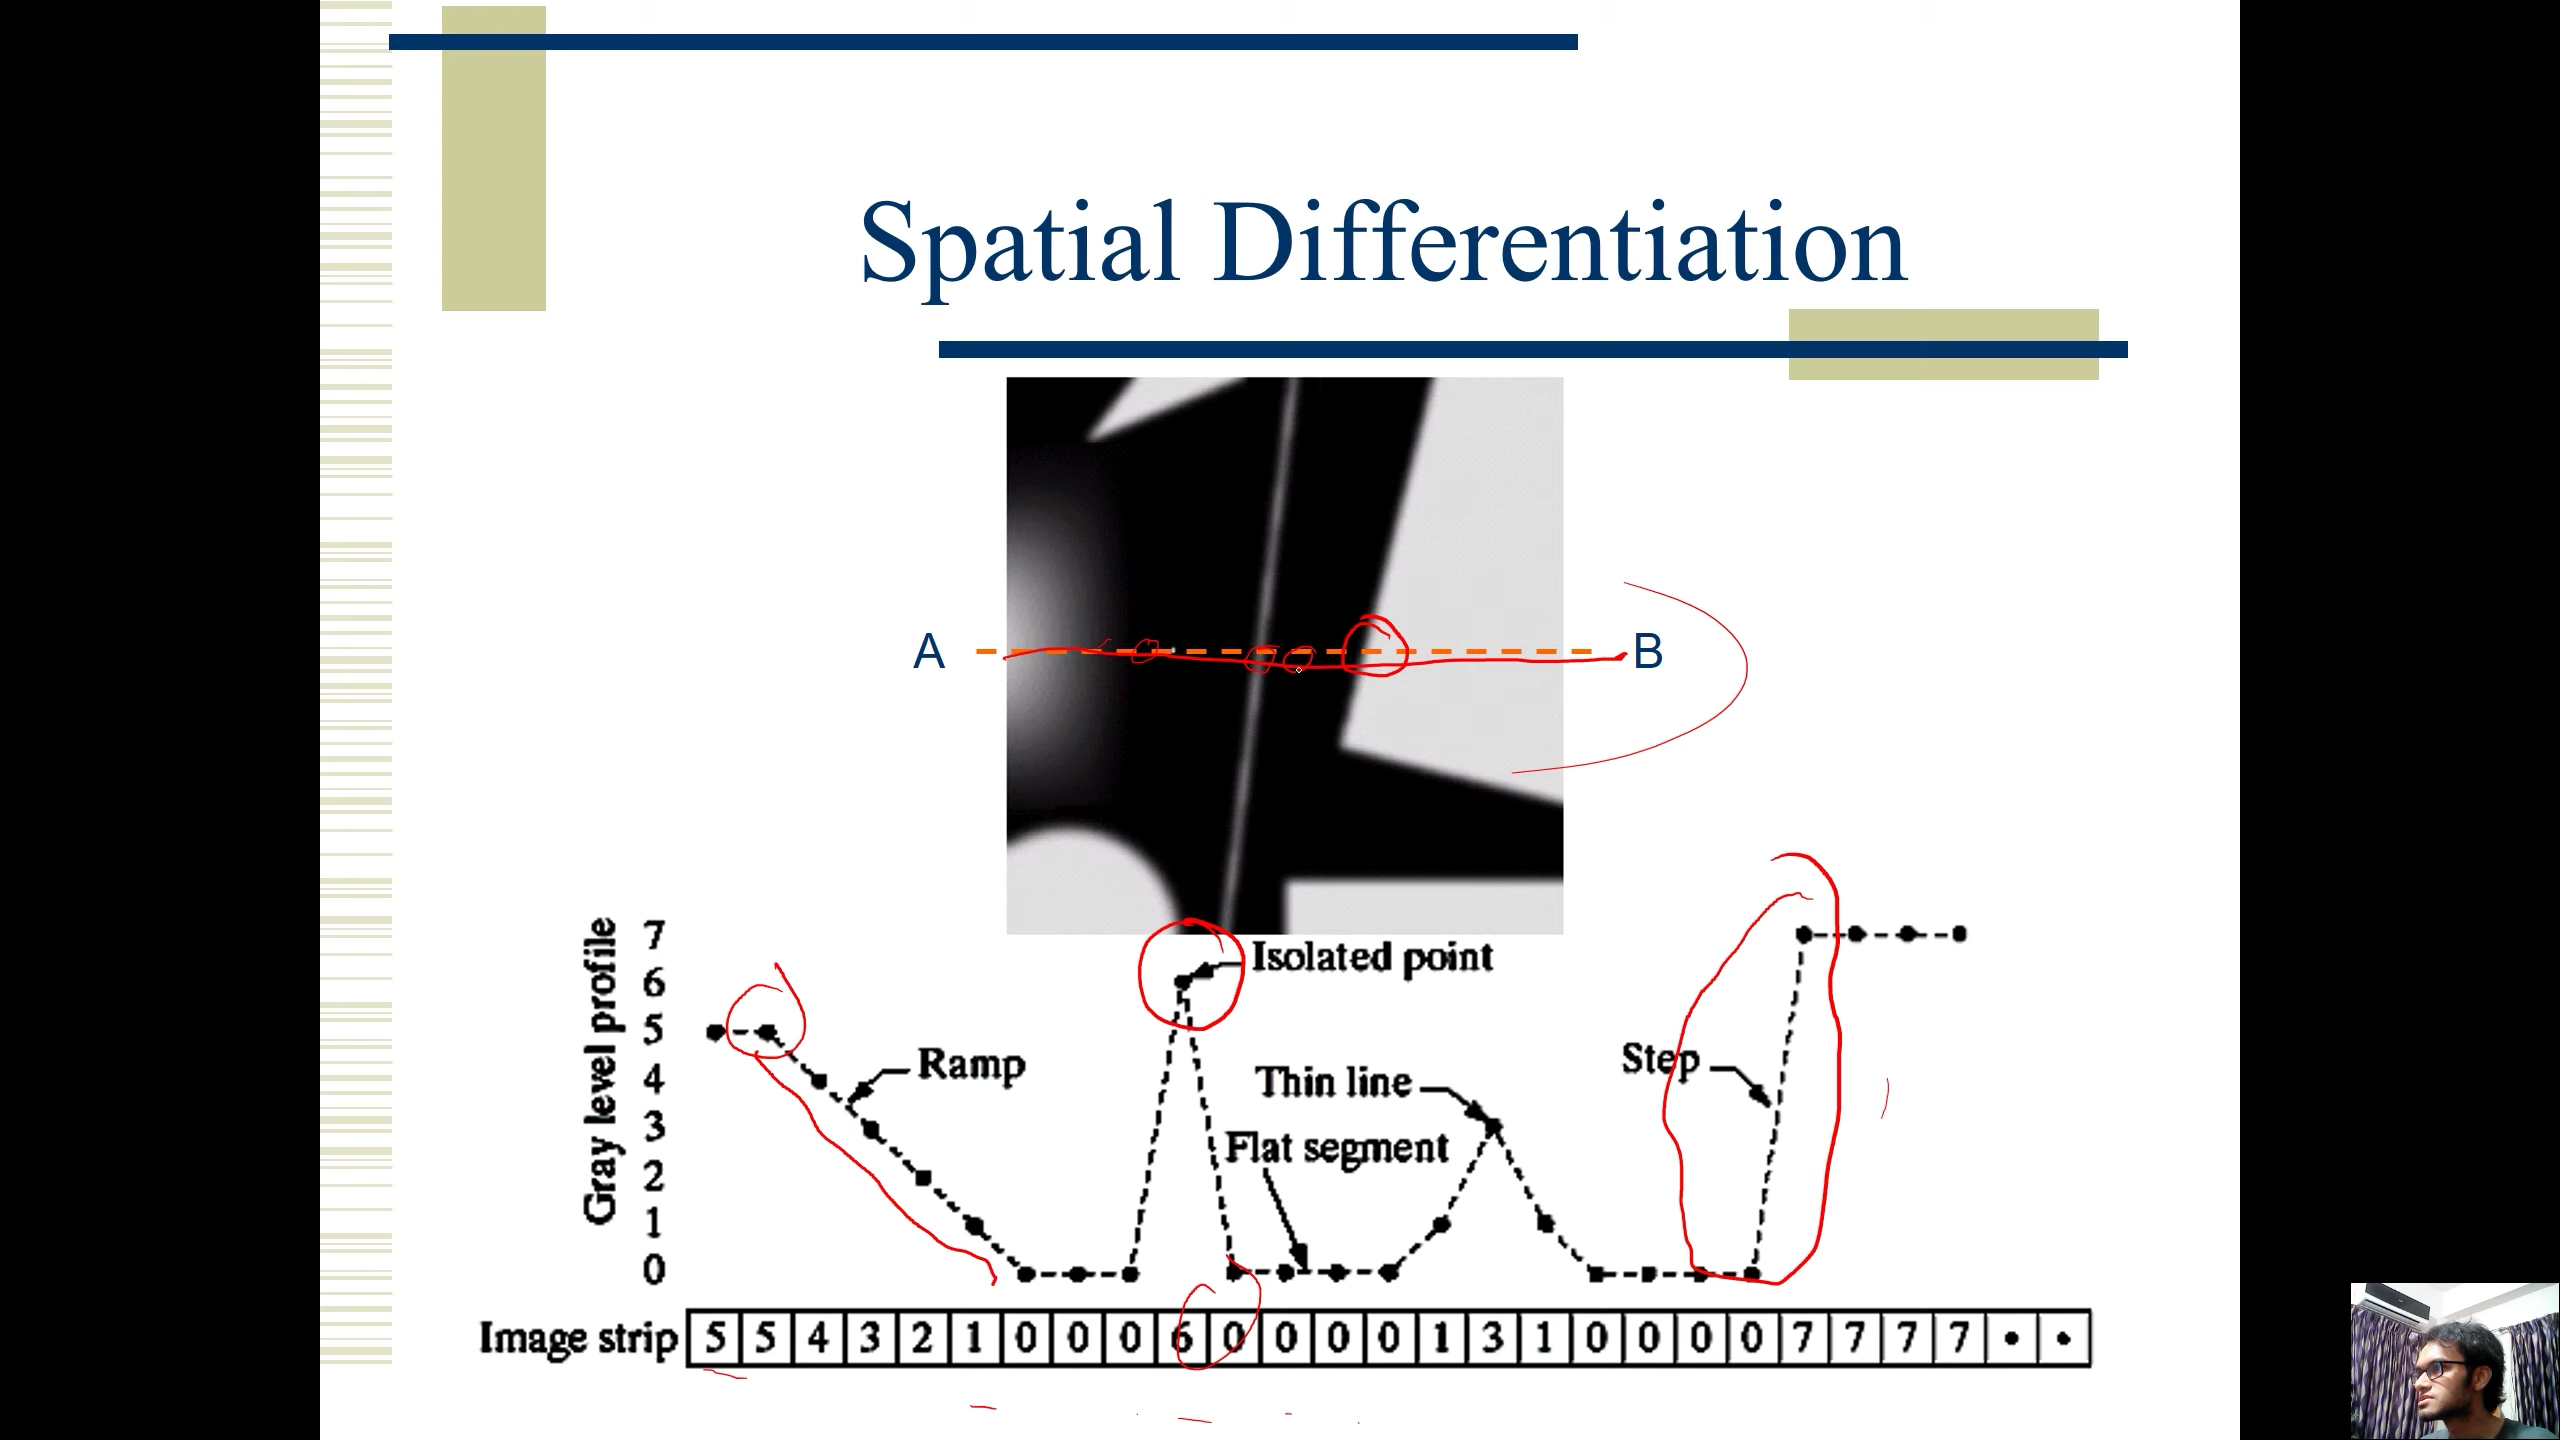 Spatial Differentiation
A B
Gray level profile
7
6
5
4
3
2
1
0
Isolated point
Ramp
Thin line
Flat segment
Step
Image strip 5 5 4 3 2 1 0 0 0 6 0 0 0 0 1 3 1 0 0 0 0 7 7 7 7 • •